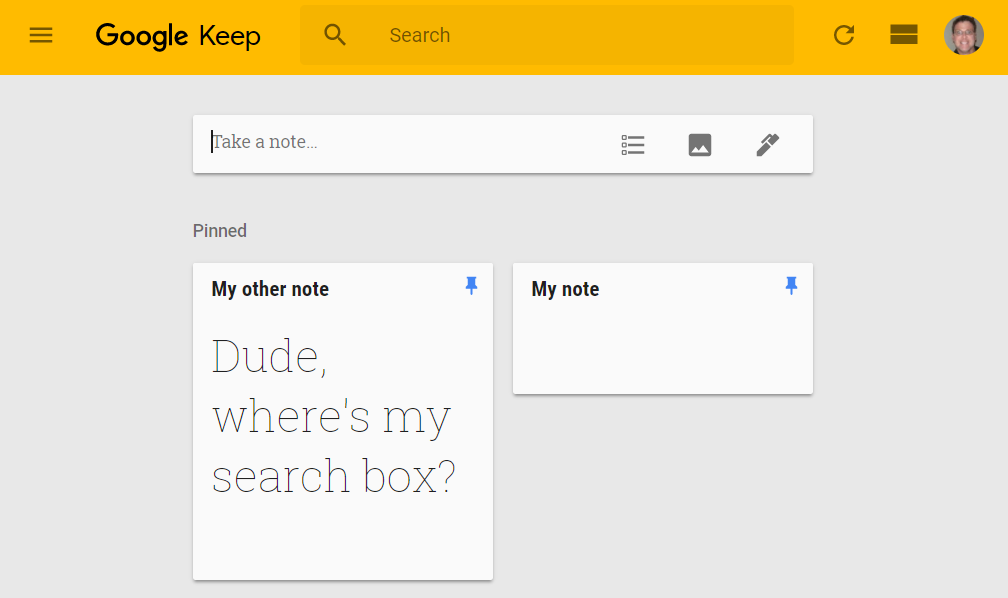 Google Keep
Search
Take a note...
Pinned
My other note
My note
Dude,
where's my
search box?